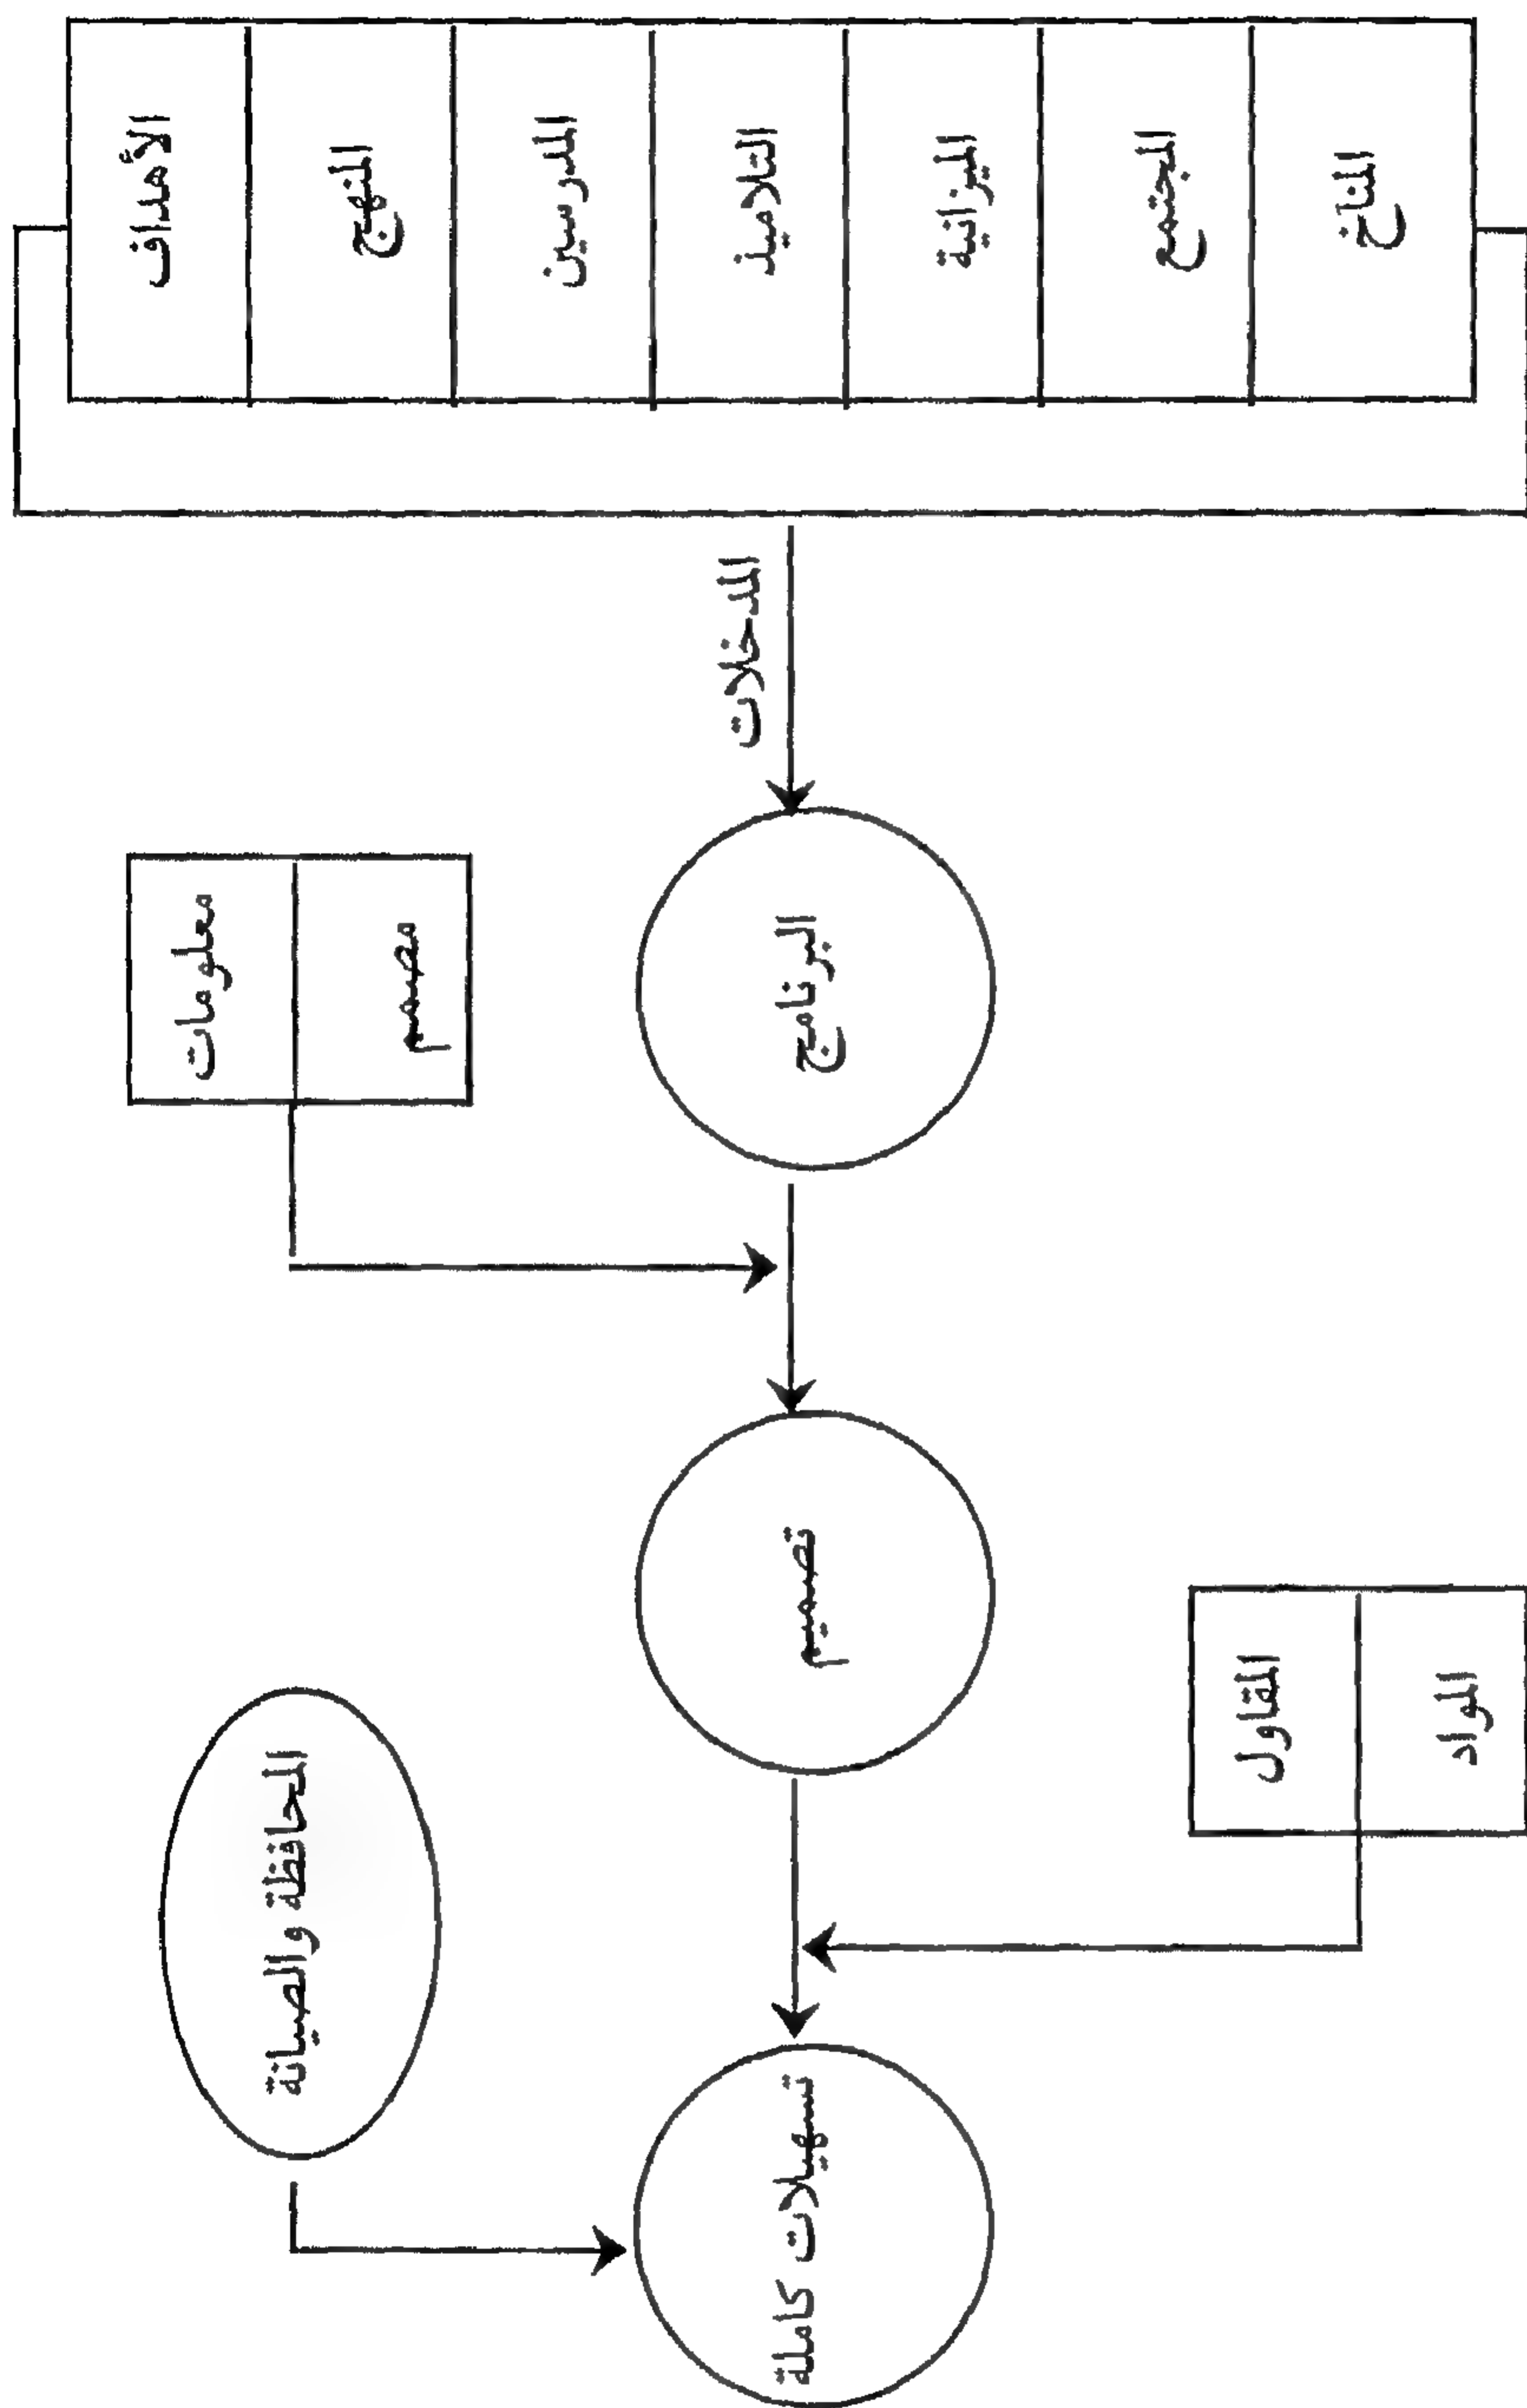 الأهداف
المنهج
المدرسين
التلاميذ
الميزانية
المجتمع
المناخ
المدخلات
البرنامج
معلومات
مصمم
تصميم
المقاول
المواد
المحافظة والصيانة
تسهيلات كاملة